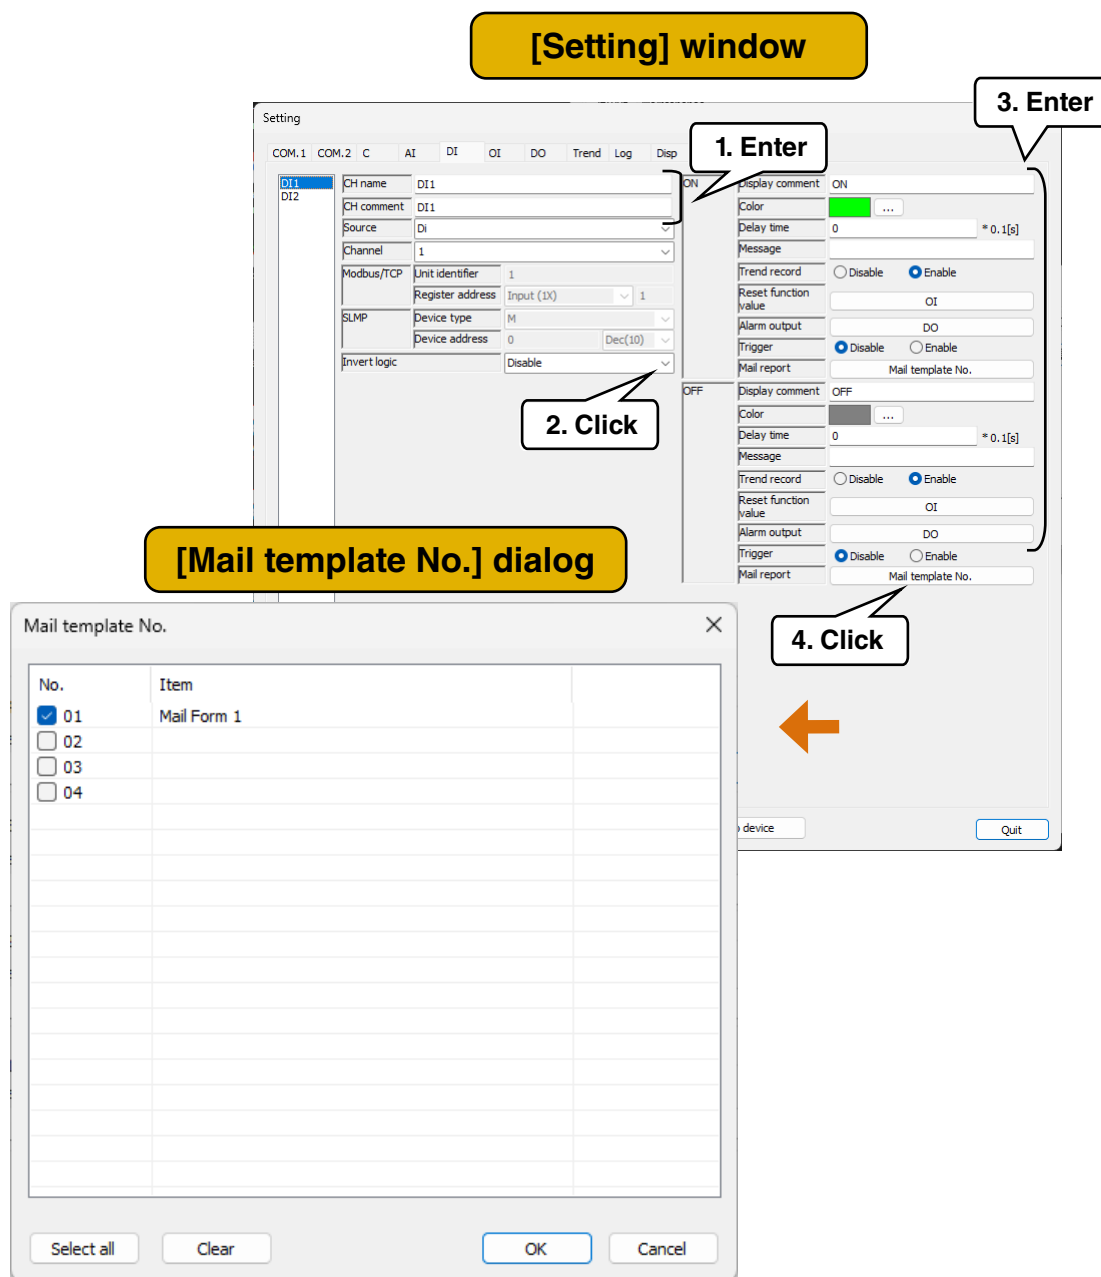 [Setting] window
3. Enter
Setting
1. Enter
COM.1 COM.2 C AI DI OI DO Trend Log Disp
DI1
DI2
CH name DI1
CH comment DI1
Source Di
Channel 1
Modbus/TCP Unit identifier 1
Register address Input (1X) 1
SLMP Device type M
Device address 0 Dec(10)
Invert logic Disable
2. Click
ON Display comment ON
Color ...
Delay time 0 *0.1[s]
Message
Trend record Disable Enable
Reset function value OI
Alarm output DO
Trigger Disable Enable
Mail report Mail template No.
OFF Display comment OFF
Color ...
Delay time 0 *0.1[s]
Message
Trend record Disable Enable
Reset function value OI
Alarm output DO
Trigger Disable Enable
Mail report Mail template No.
4. Click
device
Quit
[Mail template No.] dialog
Mail template No.
No. Item
01 Mail Form 1
02
03
04
Select all Clear OK Cancel